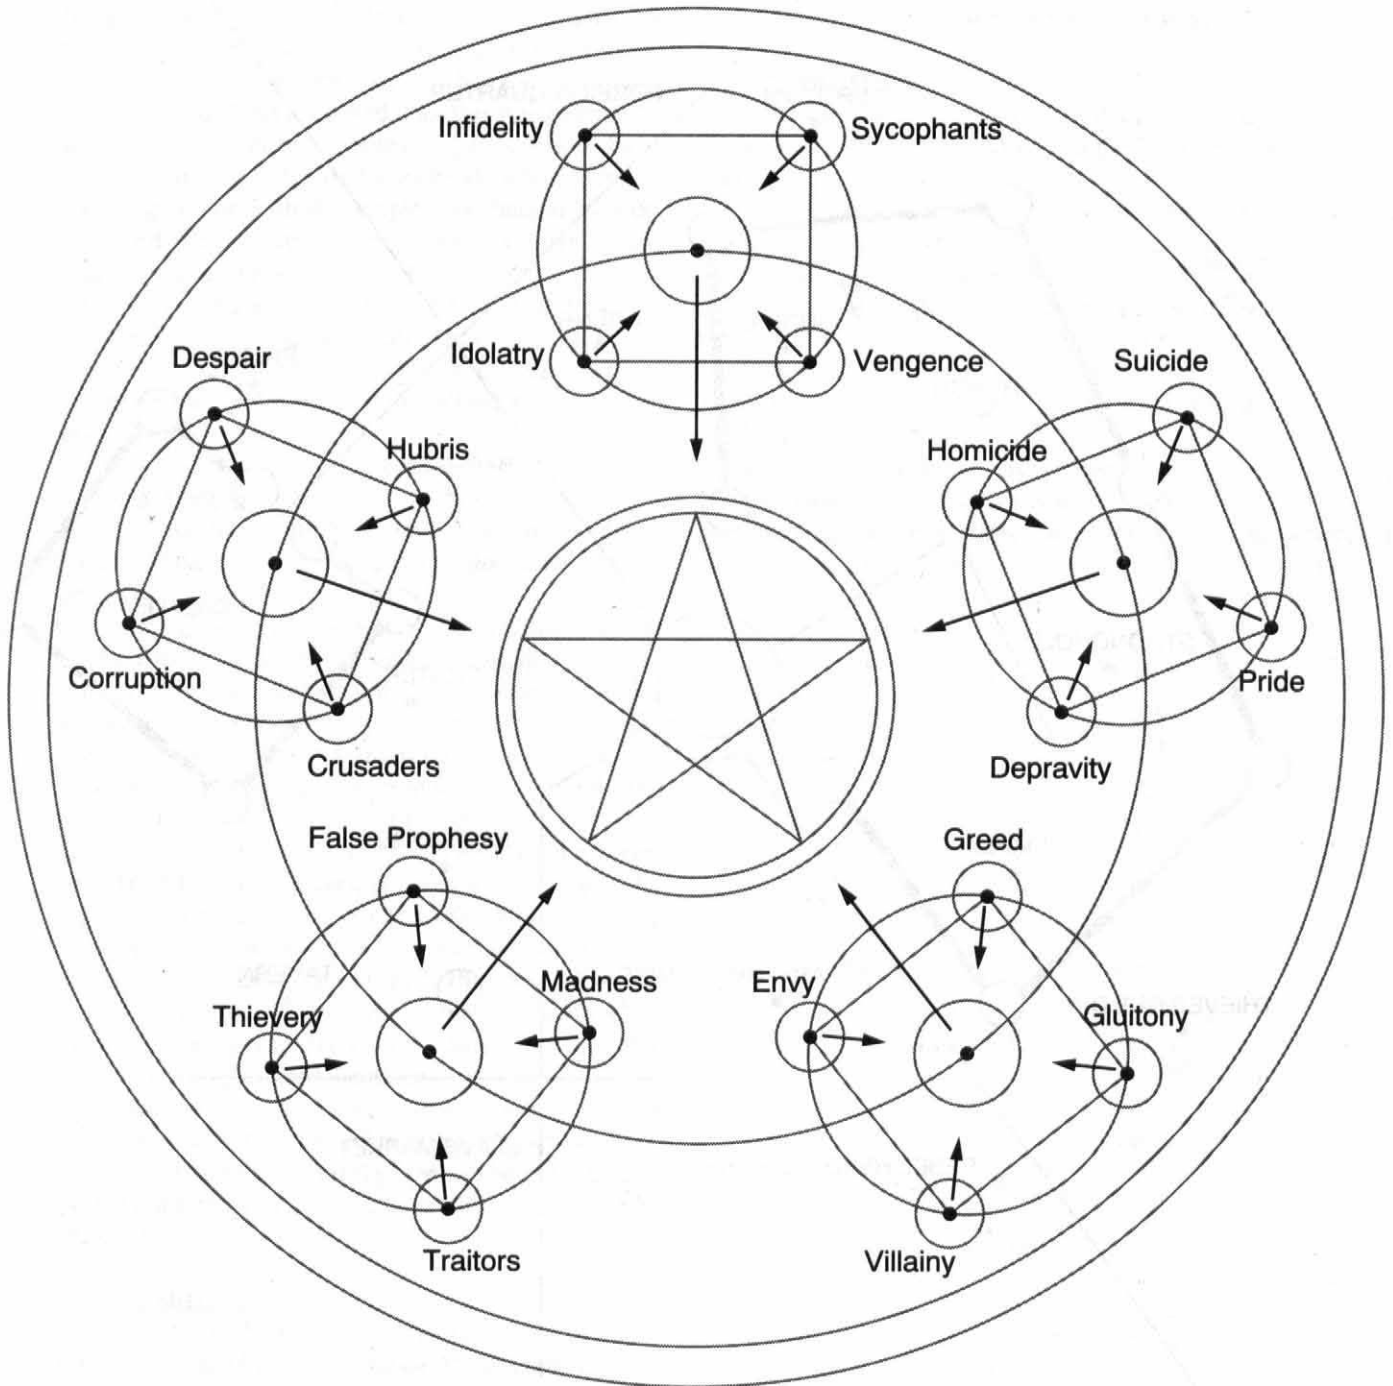 Infidelity
Sycophants
Idolatry
Vengence
Despair
Hubris
Corruption
Crusaders
Suicide
Homicide
Pride
Depravity
False Prophesy
Madness
Thievery
Traitors
Greed
Envy
Gluitony
Villainy